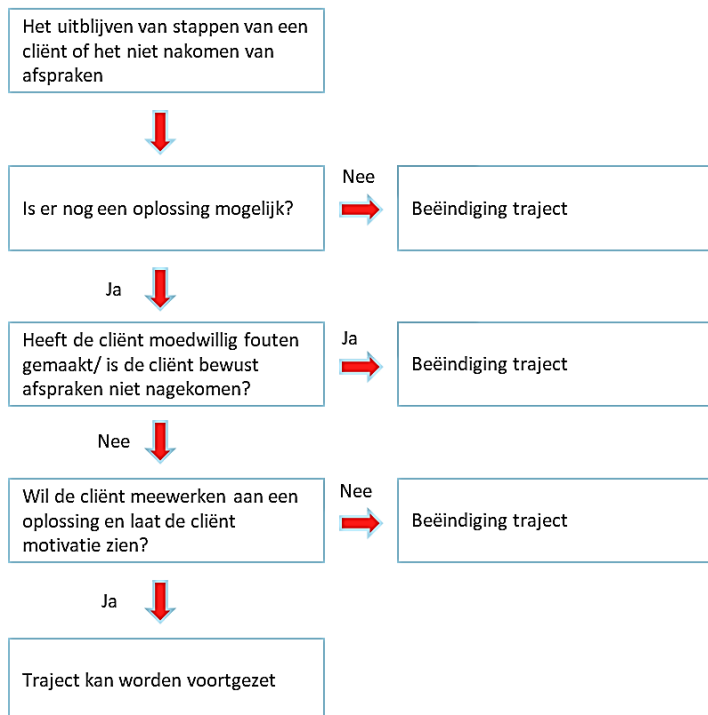 Het uitblijven van stappen van een
cliënt of het niet nakomen van
afspraken
Nee
Is er nog een oplossing mogelijk?
Beëindiging traject
Ja
Heeft de cliënt moedwillig fouten
gemaakt/ is de cliënt bewust
afspraken niet nagekomen?
Ja
Beëindiging traject
Nee
Wil de cliënt meewerken aan een
oplossing en laat de cliënt
motivatie zien?
Nee
Beëindiging traject
Ja
Traject kan worden voortgezet